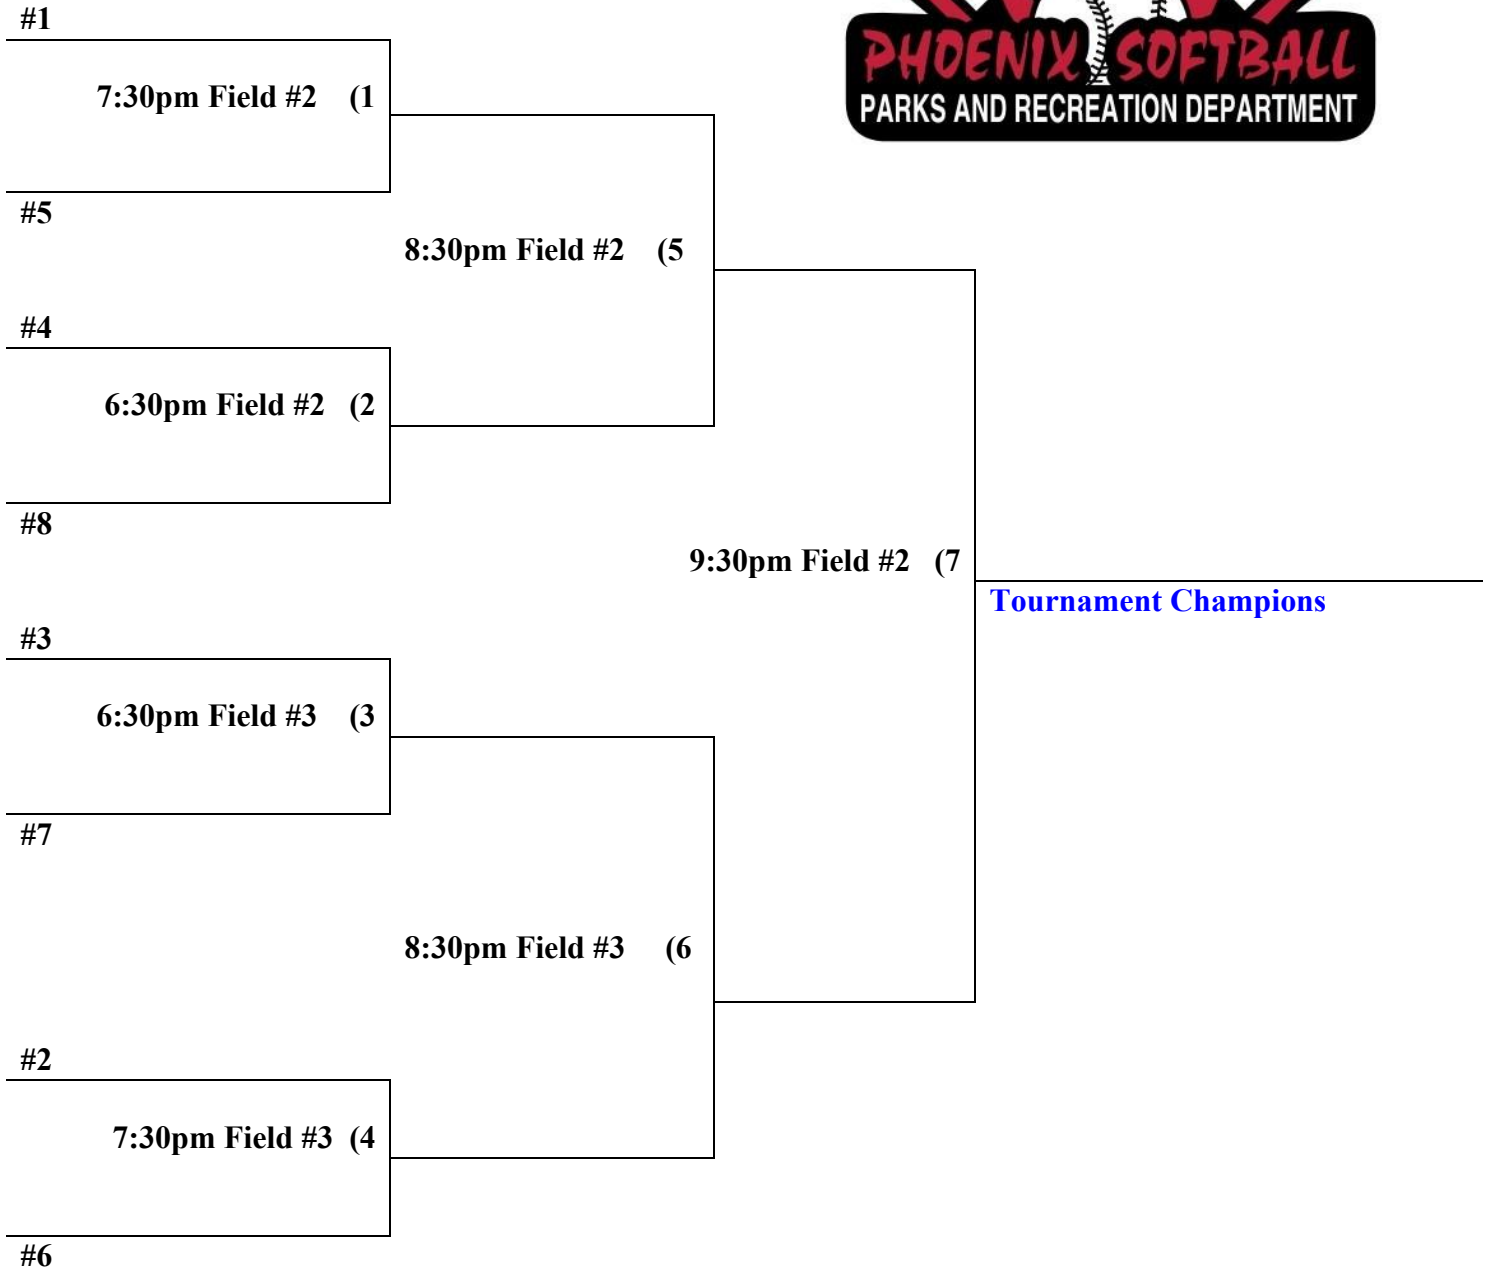 #1
PHOENIX SOFTBALL
PARKS AND RECREATION DEPARTMENT
7:30pm Field #2 (1
#5
8:30pm Field #2 (5
#4
6:30pm Field #2 (2
#8
9:30pm Field #2 (7
Tournament Champions
#3
6:30pm Field #3 (3
#7
8:30pm Field #3 (6
#2
7:30pm Field #3 (4
#6